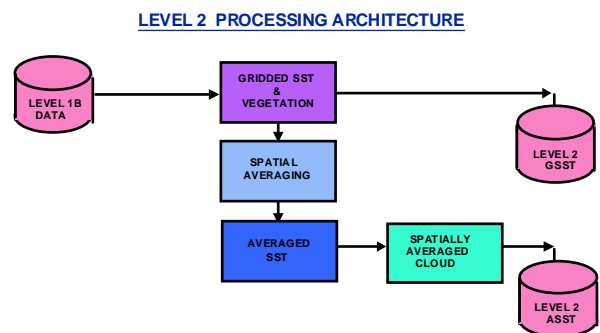 LEVEL 2 PROCESSING ARCHITECTURE
LEVEL 1B
DATA
GRIDDED SST
&
VEGETATION
LEVEL 2
GSST
SPATIAL
AVERAGING
AVERAGED
SST
SPATIALLY
AVERAGED
CLOUD
LEVEL 2
ASST